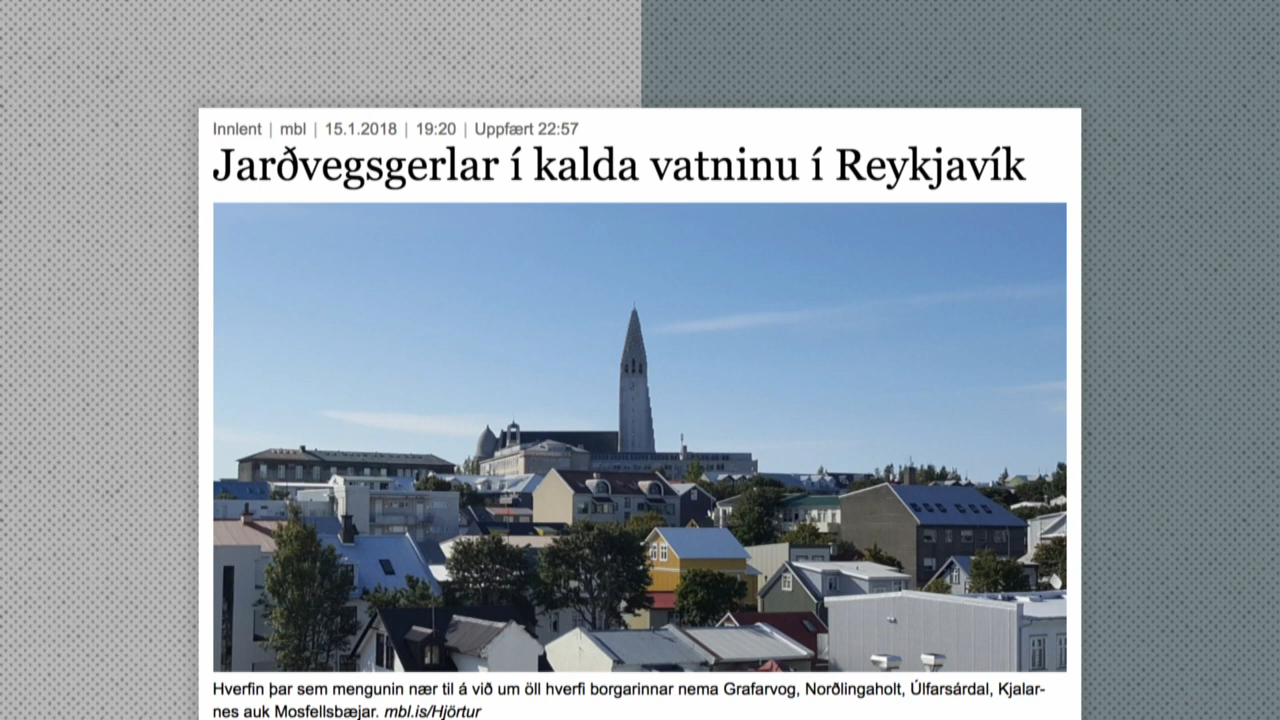 Innlent | mbl | 15.1.2018 | 19:20 | Uppfært 22:57
Jarðvegsgerlar í kalda vatninu í Reykjavík
Hverfin þar sem mengunin nær til á við um öll hverfi borgarinnar nema Grafarvog, Norðlingaholt, Úlfarsárdal, Kjalar-
nes auk Mosfellsbæjar. mbl.is/Hjörtur